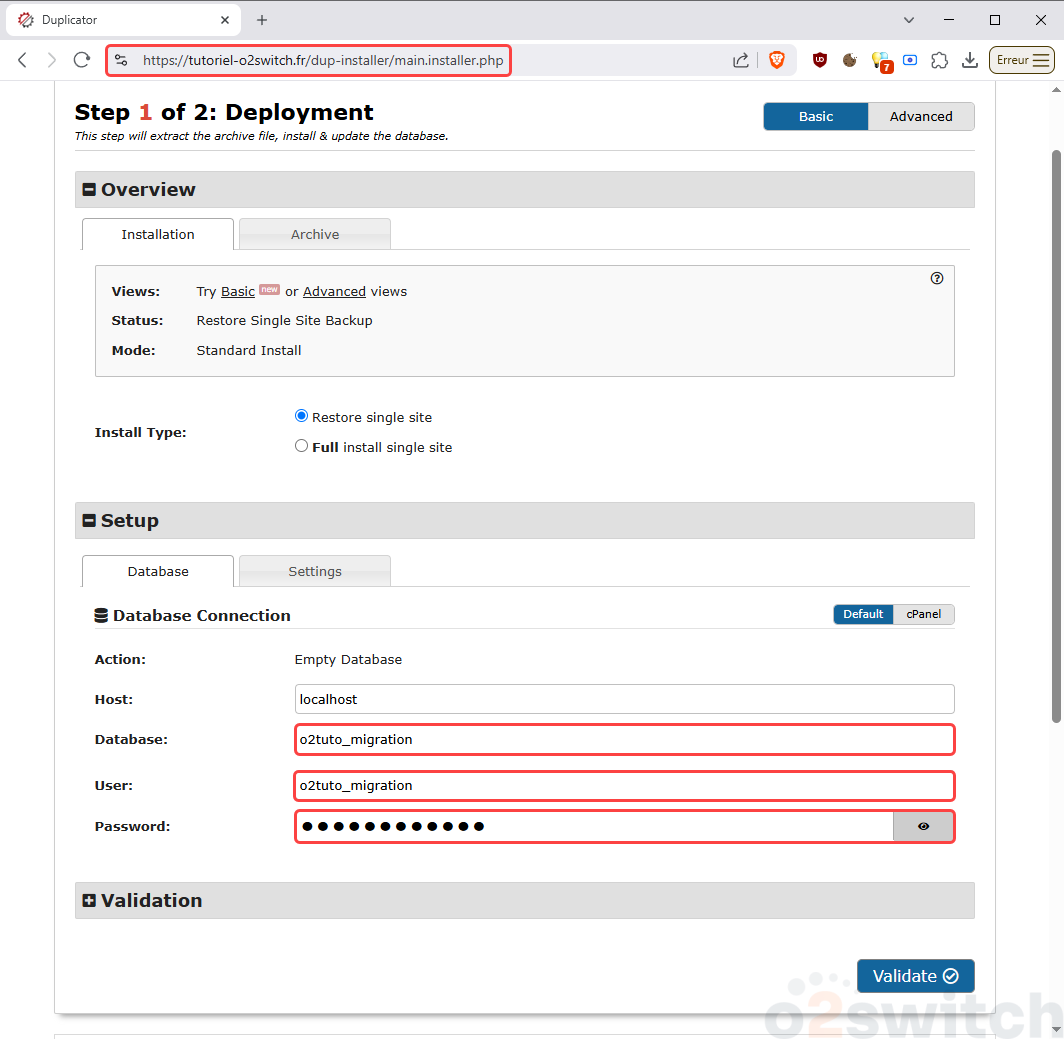 Duplicator
https://tutoriel-o2switch.fr/dup-installer/main.installer.php
7
Erreur
Step 1 of 2: Deployment
Basic
Advanced
This step will extract the archive file, install & update the database.
Overview
Installation
Archive
Views: Try Basic new or Advanced views
Status: Restore Single Site Backup
Mode: Standard Install
Install Type:
Restore single site
Full install single site
Setup
Database
Settings
Database Connection
Default
cPanel
Action: Empty Database
Host: localhost
Database: o2tuto_migration
User: o2tuto_migration
Password: ●●●●●●●●●●●●
Validation
Validate
o2switch